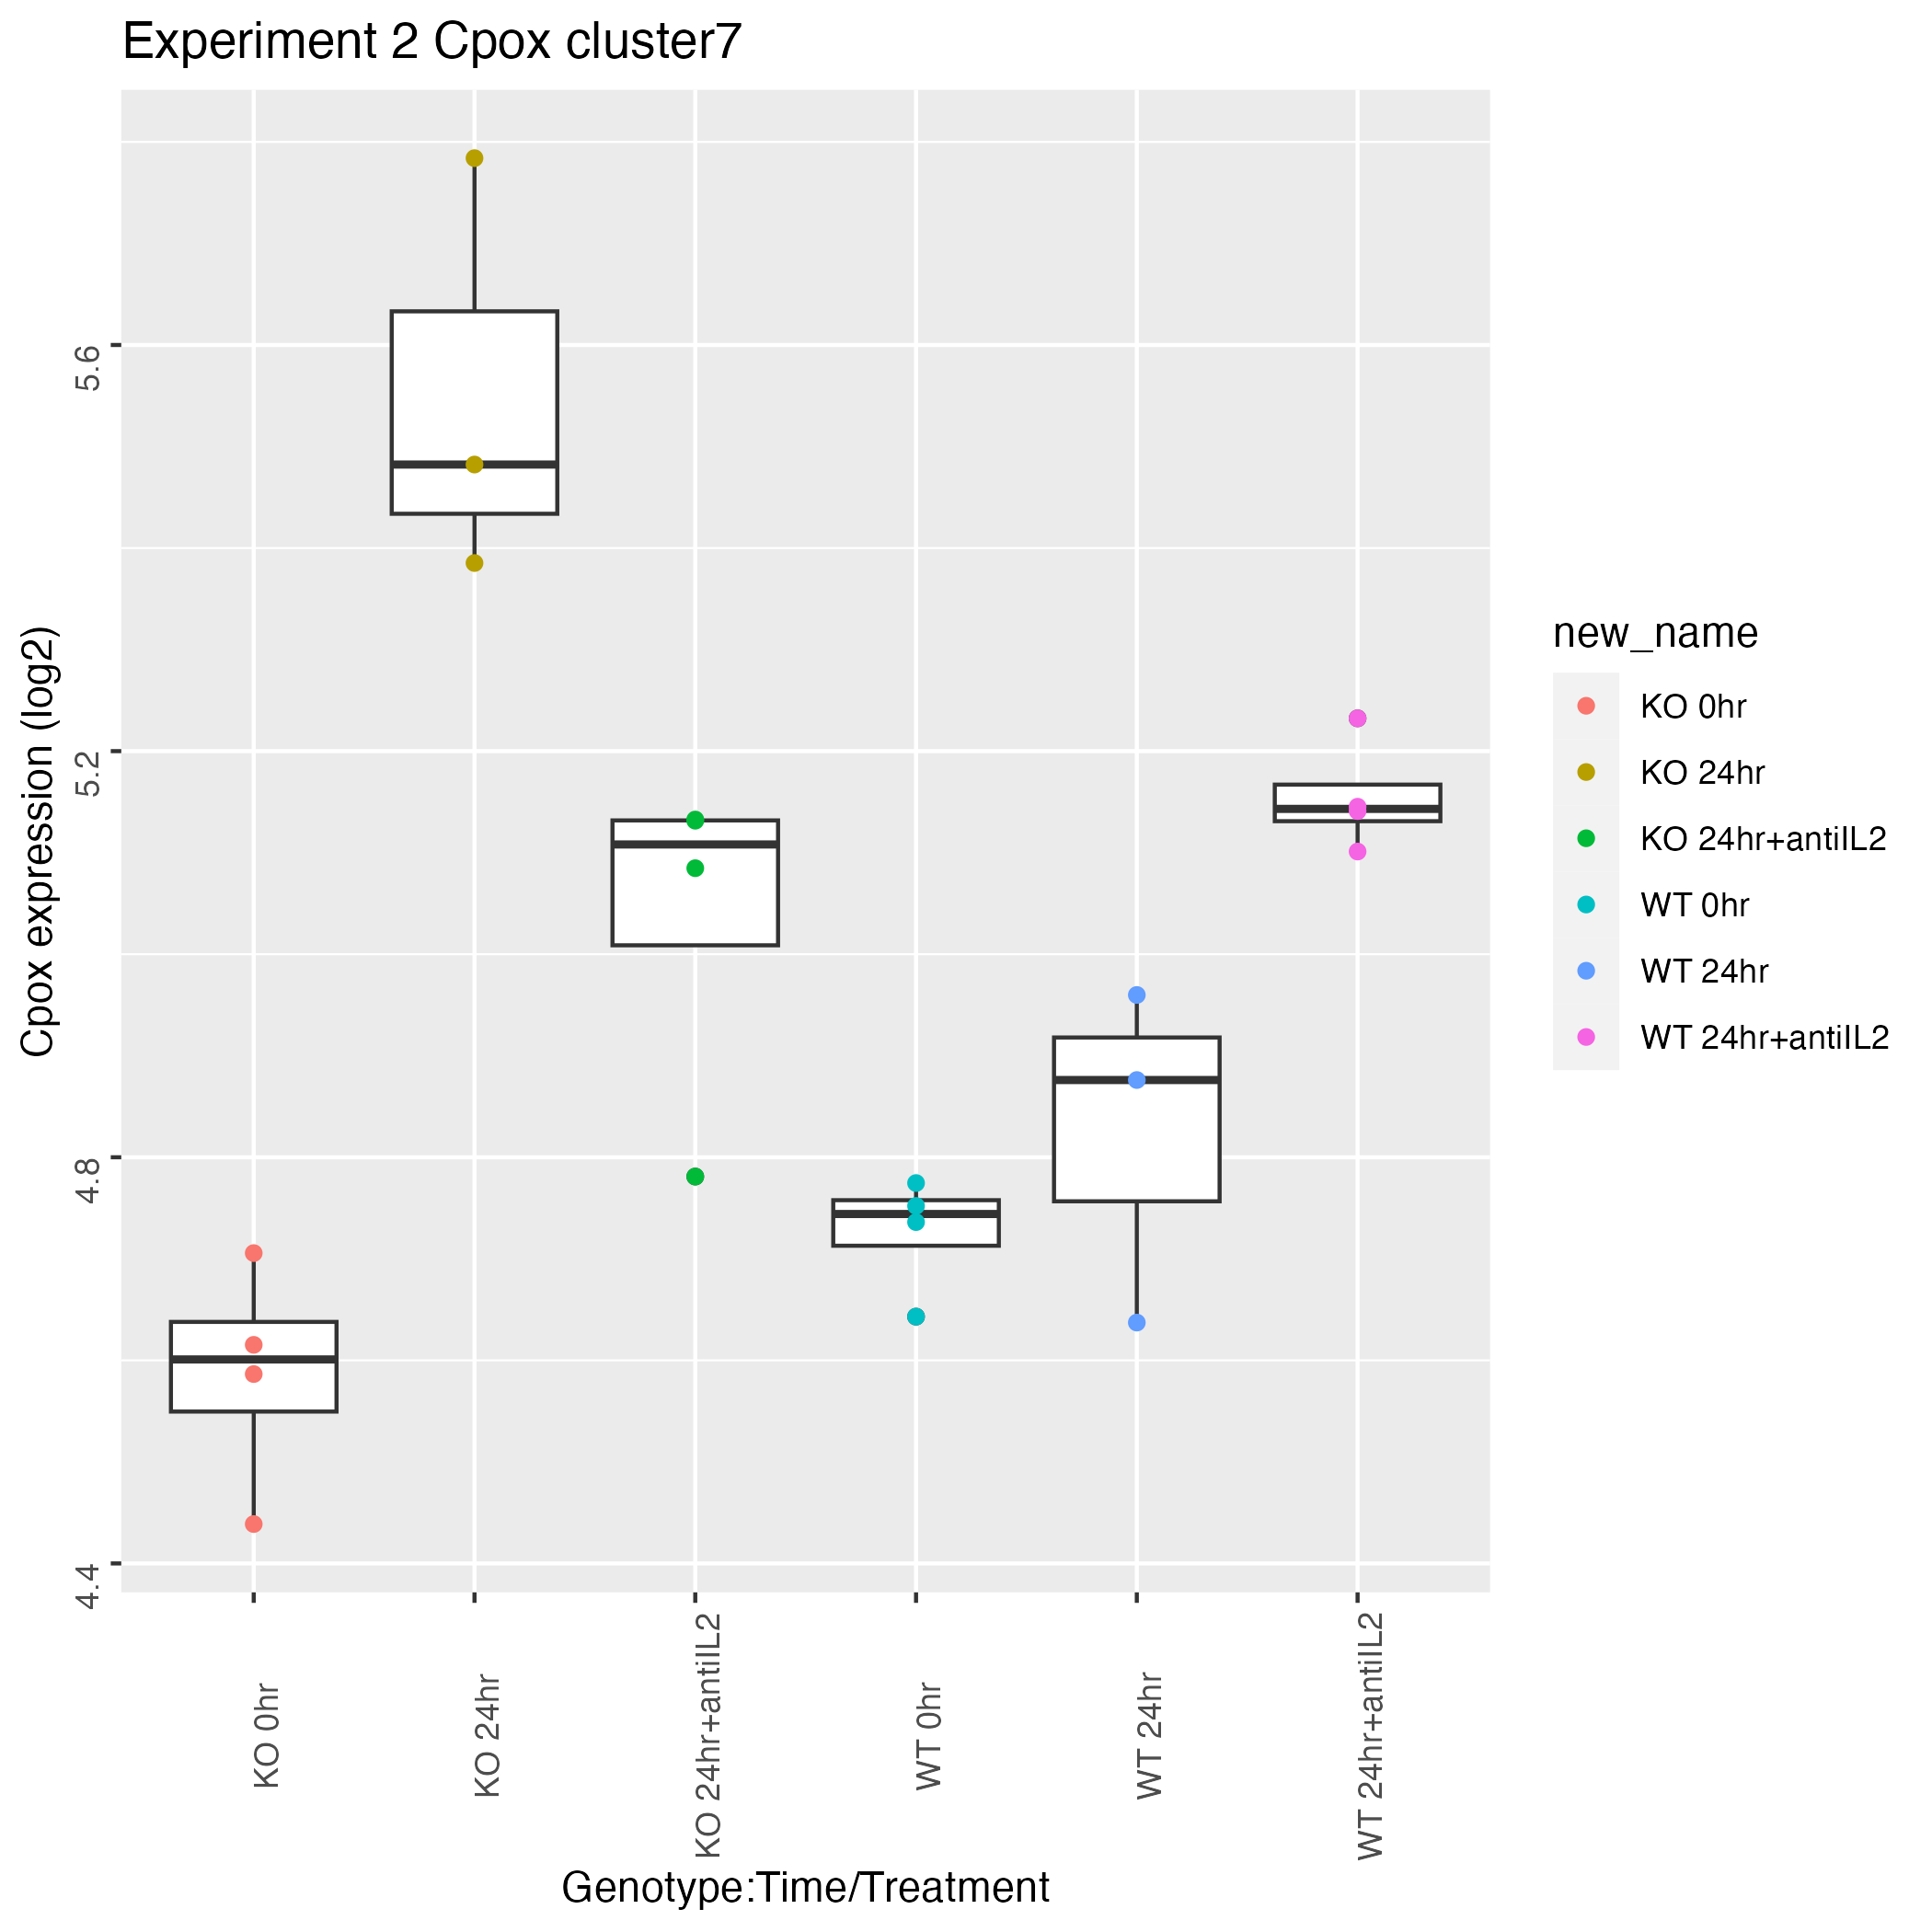 Experiment 2 Cpox cluster7
Cpox expression (log2)
5.6
5.2
4.8
4.4
KO 0hr
KO 24hr
KO 24hr+antiIL2
WT 0hr
WT 24hr
WT 24hr+antiIL2
Genotype:Time/Treatment
new_name
KO 0hr
KO 24hr
KO 24hr+antiIL2
WT 0hr
WT 24hr
WT 24hr+antiIL2